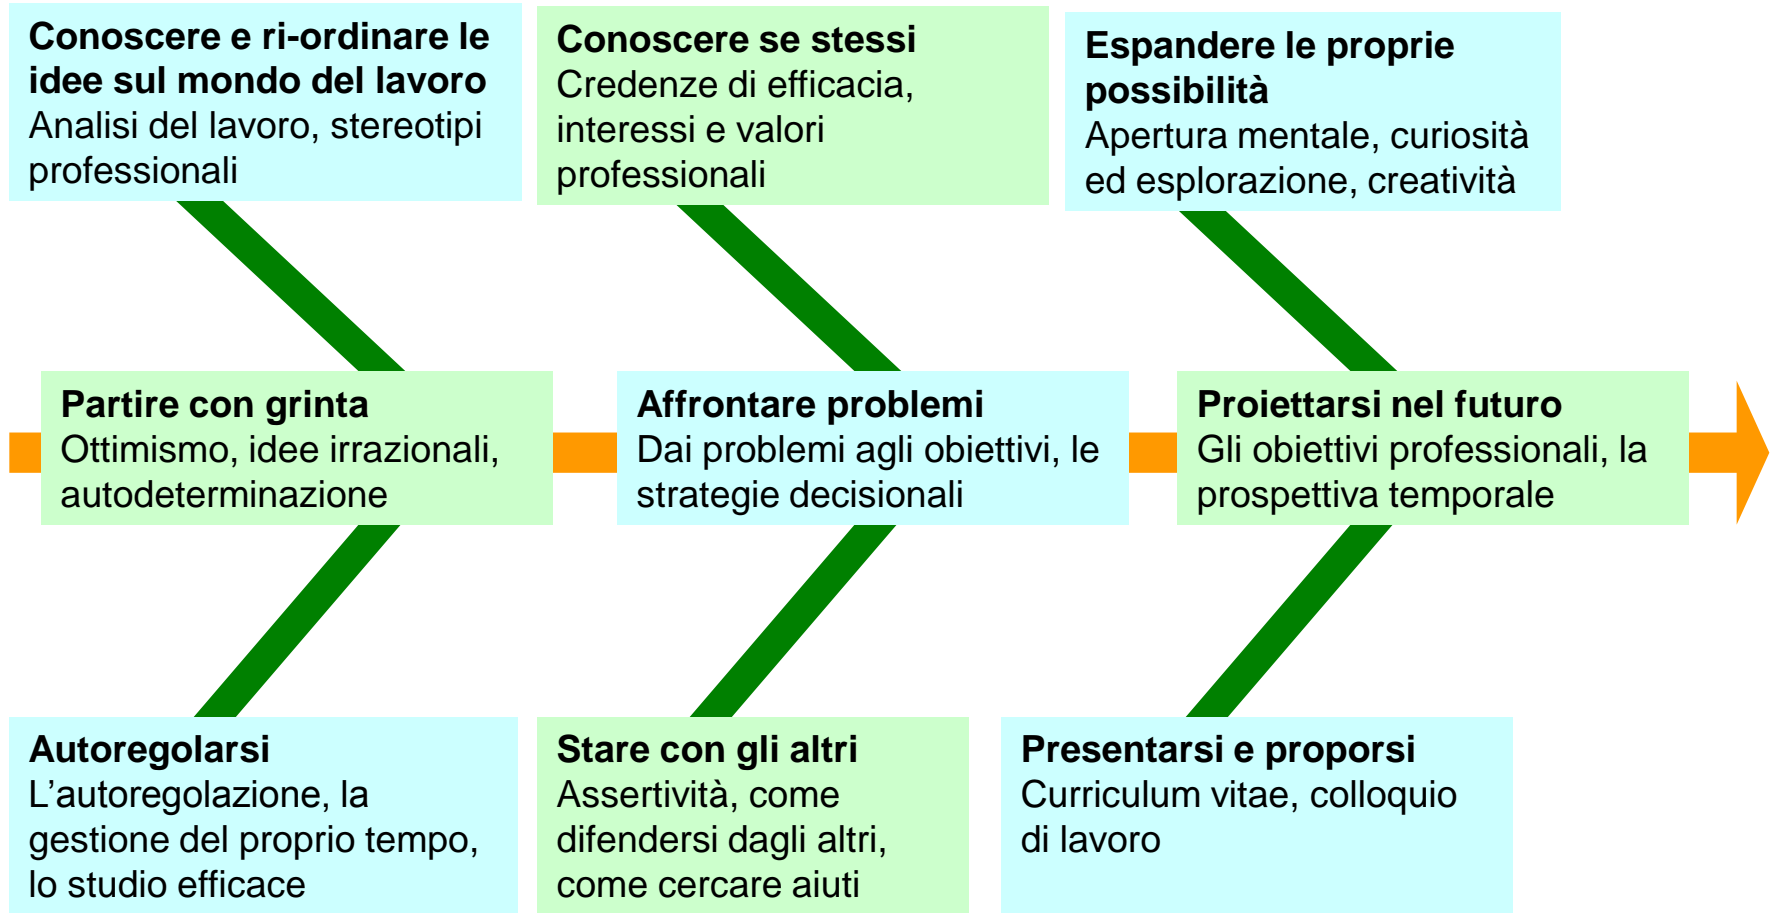 Conoscere e ri-ordinare le
idee sul mondo del lavoro
Analisi del lavoro, stereotipi
professionali
Conoscere se stessi
Credenze di efficacia,
interessi e valori
professionali
Espandere le proprie
possibilità
Apertura mentale, curiosità
ed esplorazione, creatività
Partire con grinta
Ottimismo, idee irrazionali,
autodeterminazione
Affrontare problemi
Dai problemi agli obiettivi, le
strategie decisionali
Proiettarsi nel futuro
Gli obiettivi professionali, la
prospettiva temporale
Autoregolarsi
L’autoregolazione, la
gestione del proprio tempo,
lo studio efficace
Stare con gli altri
Assertività, come
difendersi dagli altri,
come cercare aiuti
Presentarsi e proporsi
Curriculum vitae, colloquio
di lavoro